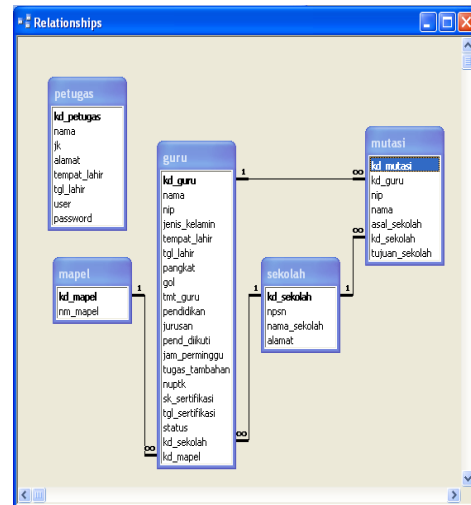 Relationships
petugas
kd_petugas
nama
jk
alamat
tempat_lahir
tgl_lahir
user
password
mapel
kd_mapel
nm_mapel
guru
kd_guru
nama
nip
jenis_kelamin
tempat_lahir
tgl_lahir
pangkat
gol
tmt_guru
pendidikan
jurusan
pend_diikuti
jam_perminggu
tugas_tambahan
nuptk
sk_sertifikasi
tgl_sertifikasi
status
kd_sekolah
kd_mapel
sekolah
kd_sekolah
npsn
nama_sekolah
alamat
mutasi
kd_mutasi
kd_guru
nip
nama
asal_sekolah
kd_sekolah
tujuan_sekolah
1
∞
1
∞
1
∞
1
∞